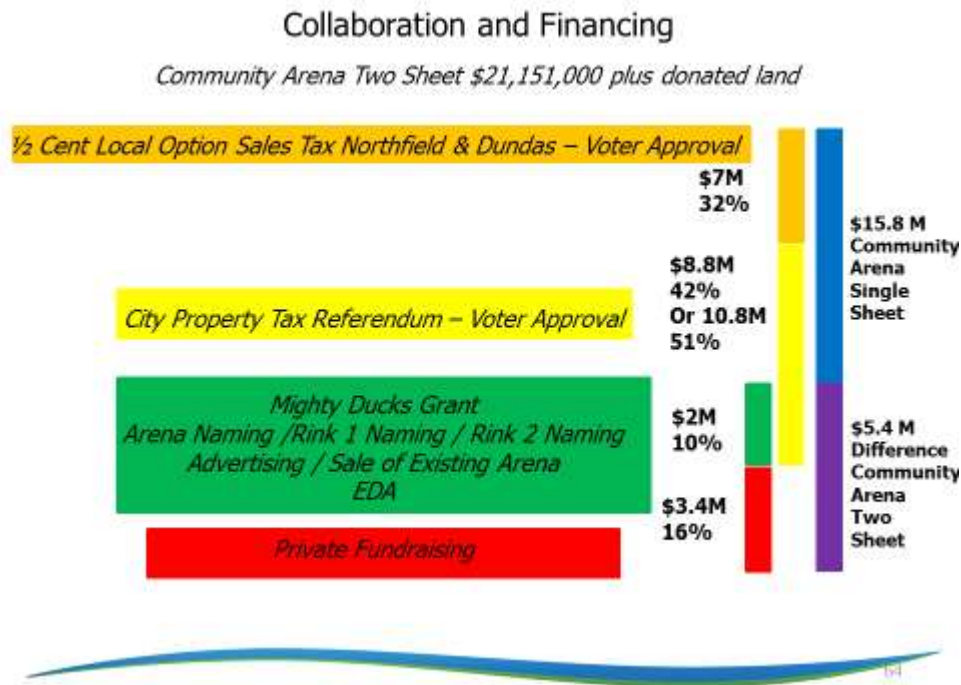 Collaboration and Financing
Community Arena Two Sheet $21,151,000 plus donated land
½ Cent Local Option Sales Tax Northfield & Dundas – Voter Approval
$7M
32%
$15.8 M
Community
Arena
Single
Sheet
$8.8M
42%
Or 10.8M
51%
City Property Tax Referendum – Voter Approval
Mighty Ducks Grant
Arena Naming /Rink 1 Naming / Rink 2 Naming
Advertising / Sale of Existing Arena
EDA
$2M
10%
$5.4 M
Difference
Community
Arena
Two
Sheet
$3.4M
16%
Private Fundraising
64